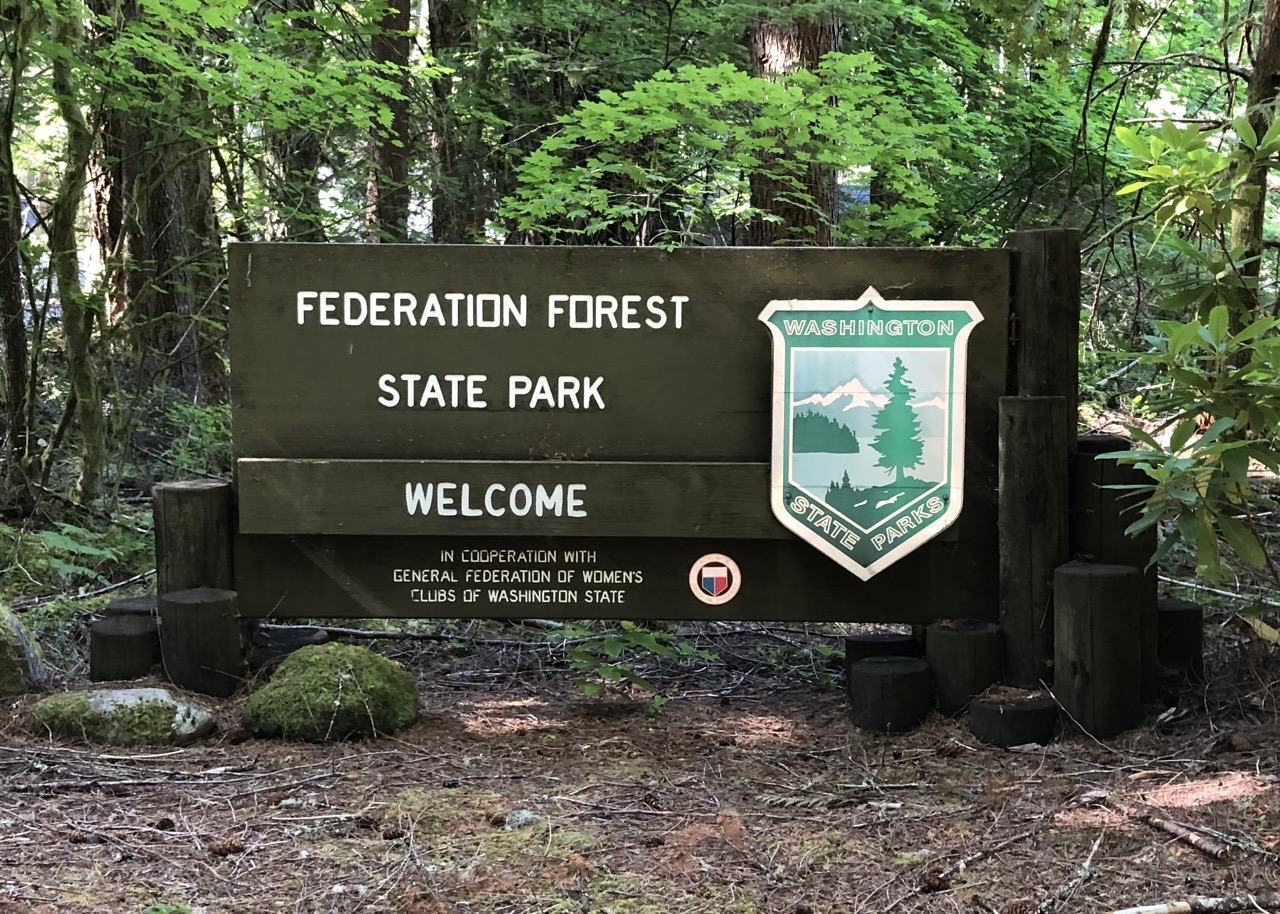 FEDERATION FOREST
STATE PARK
WELCOME
IN COOPERATION WITH
GENERAL FEDERATION OF WOMEN'S
CLUBS OF WASHINGTON STATE
WASHINGTON
STATE PARKS